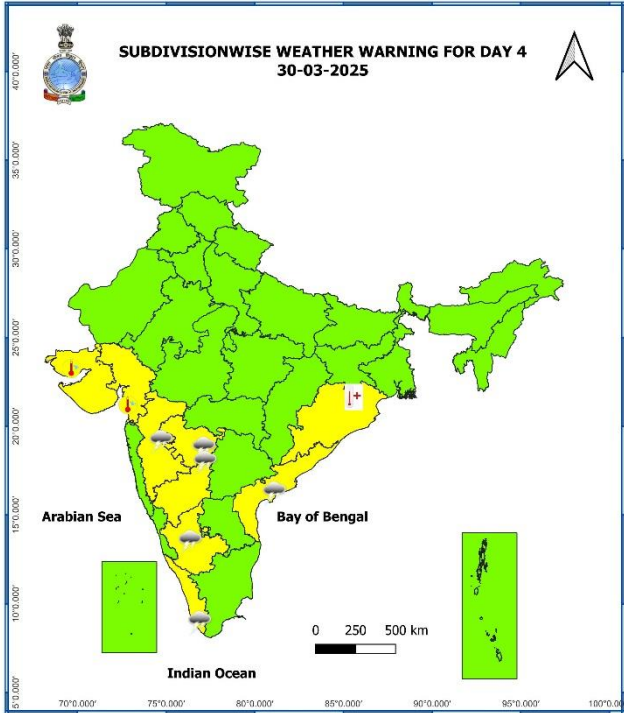 SUBDIVISIONWISE WEATHER WARNING FOR DAY 4
30-03-2025
40°0.000'
35°0.000'
30°0.000'
25°0.000'
20°0.000'
15°0.000'
10°0.000'
5°0.000'
Arabian Sea
Bay of Bengal
0 250 500 km
Indian Ocean
70°0.000' 75°0.000' 80°0.000' 85°0.000' 90°0.000' 95°0.000'